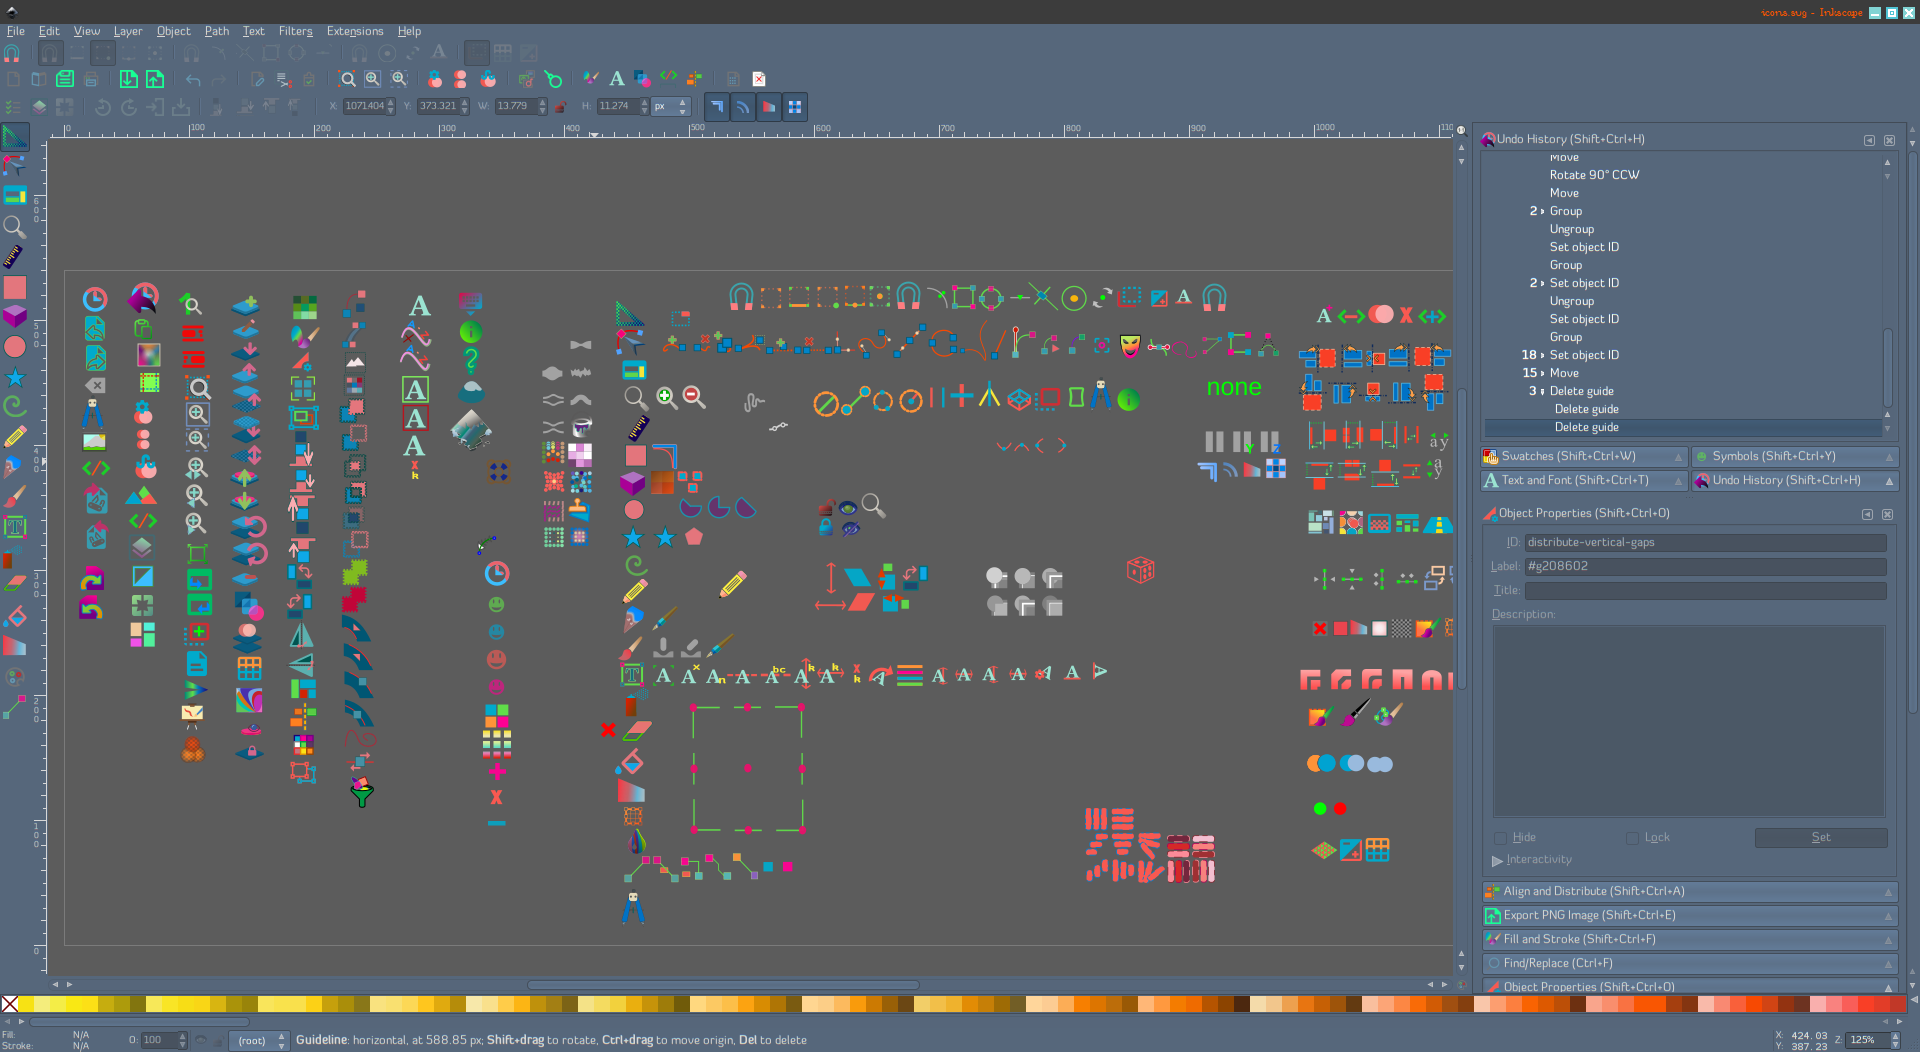 icons.svg - Inkscape
File Edit View Layer Object Path Text Filters Extensions Help
X: 1071.404 Y: 373.321 W: 13.779 H: 11.274 px
0 100 200 300 400 500 600 700 800 900 1000
Undo History (Shift+Ctrl+H)
Move
Rotate 90° CCW
Move
2 Group
Ungroup
Set object ID
Group
2 Set object ID
Ungroup
Set object ID
Group
18 Set object ID
15 Move
3 Delete guide
Delete guide
Delete guide
none
Swatches (Shift+Ctrl+W) Symbols (Shift+Ctrl+Y)
Text and Font (Shift+Ctrl+T) Undo History (Shift+Ctrl+H)
Object Properties (Shift+Ctrl+O)
ID: distribute-vertical-gaps
Label: #g208602
Title:
Description:
Hide Lock Set
Interactivity
Align and Distribute (Shift+Ctrl+A)
Export PNG Image (Shift+Ctrl+E)
Fill and Stroke (Shift+Ctrl+F)
Find/Replace (Ctrl+F)
Object Properties (Shift+Ctrl+O)
Fill: N/A
Stroke: N/A
O: 100
(root)
Guideline: horizontal, at 588.85 px; Shift+drag to rotate, Ctrl+drag to move origin, Del to delete
X: 424.03
Y: 387.23
Z: 125%